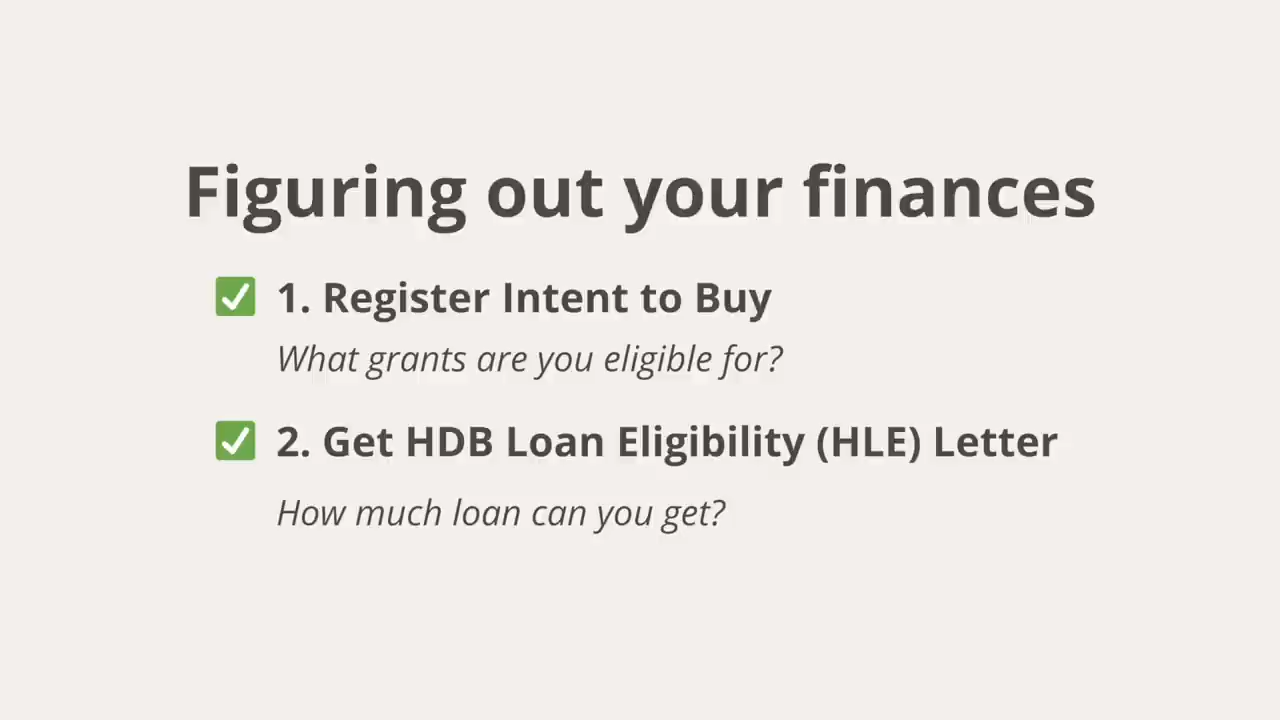 Figuring out your finances
✅ 1. Register Intent to Buy
What grants are you eligible for?
✅ 2. Get HDB Loan Eligibility (HLE) Letter
How much loan can you get?